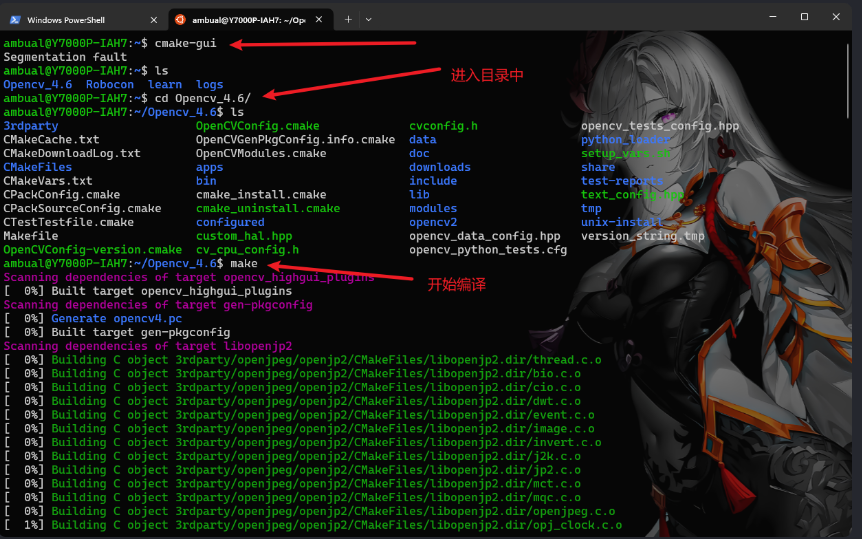 Windows PowerShell
ambual@Y7000P-IAH7: ~/Ope
ambual@Y7000P-IAH7:~$ cmake-gui
Segmentation fault
ambual@Y7000P-IAH7:~$ ls
Opencv_4.6 Robocon learn logs
进入目录中
ambual@Y7000P-IAH7:~$ cd Opencv_4.6/
ambual@Y7000P-IAH7:~/Opencv_4.6$ ls
3rdparty OpenCVConfig.cmake cvconfig.h opencv_tests_config.hpp
CMakeCache.txt OpenCVGenPkgConfig.info.cmake data python_loader
CMakeDownloadLog.txt OpenCVModules.cmake doc setup_vars.sh
CMakeFiles apps downloads share
CMakeVars.txt bin include test-reports
CPackConfig.cmake cmake_install.cmake lib text_config.hpp
CPackSourceConfig.cmake cmake_uninstall.cmake modules tmp
CTestTestfile.cmake configured opencv2 unix-install
Makefile custom_hal.hpp opencv_data_config.hpp version_string.tmp
OpenCVConfig-version.cmake cv_cpu_config.h opencv_python_tests.cfg
ambual@Y7000P-IAH7:~/Opencv_4.6$ make
开始编译
Scanning dependencies of target opencv_highgui_plugins
[  0%] Built target opencv_highgui_plugins
Scanning dependencies of target gen-pkgconfig
[  0%] Generate opencv4.pc
[  0%] Built target gen-pkgconfig
Scanning dependencies of target libopenjp2
[  0%] Building C object 3rdparty/openjpeg/openjp2/CMakeFiles/libopenjp2.dir/thread.c.o
[  0%] Building C object 3rdparty/openjpeg/openjp2/CMakeFiles/libopenjp2.dir/bio.c.o
[  0%] Building C object 3rdparty/openjpeg/openjp2/CMakeFiles/libopenjp2.dir/cio.c.o
[  0%] Building C object 3rdparty/openjpeg/openjp2/CMakeFiles/libopenjp2.dir/dwt.c.o
[  0%] Building C object 3rdparty/openjpeg/openjp2/CMakeFiles/libopenjp2.dir/event.c.o
[  0%] Building C object 3rdparty/openjpeg/openjp2/CMakeFiles/libopenjp2.dir/image.c.o
[  0%] Building C object 3rdparty/openjpeg/openjp2/CMakeFiles/libopenjp2.dir/invert.c.o
[  0%] Building C object 3rdparty/openjpeg/openjp2/CMakeFiles/libopenjp2.dir/j2k.c.o
[  0%] Building C object 3rdparty/openjpeg/openjp2/CMakeFiles/libopenjp2.dir/jp2.c.o
[  0%] Building C object 3rdparty/openjpeg/openjp2/CMakeFiles/libopenjp2.dir/mct.c.o
[  0%] Building C object 3rdparty/openjpeg/openjp2/CMakeFiles/libopenjp2.dir/mqc.c.o
[  0%] Building C object 3rdparty/openjpeg/openjp2/CMakeFiles/libopenjp2.dir/openjpeg.c.o
[  1%] Building C object 3rdparty/openjpeg/openjp2/CMakeFiles/libopenjp2.dir/opj_clock.c.o